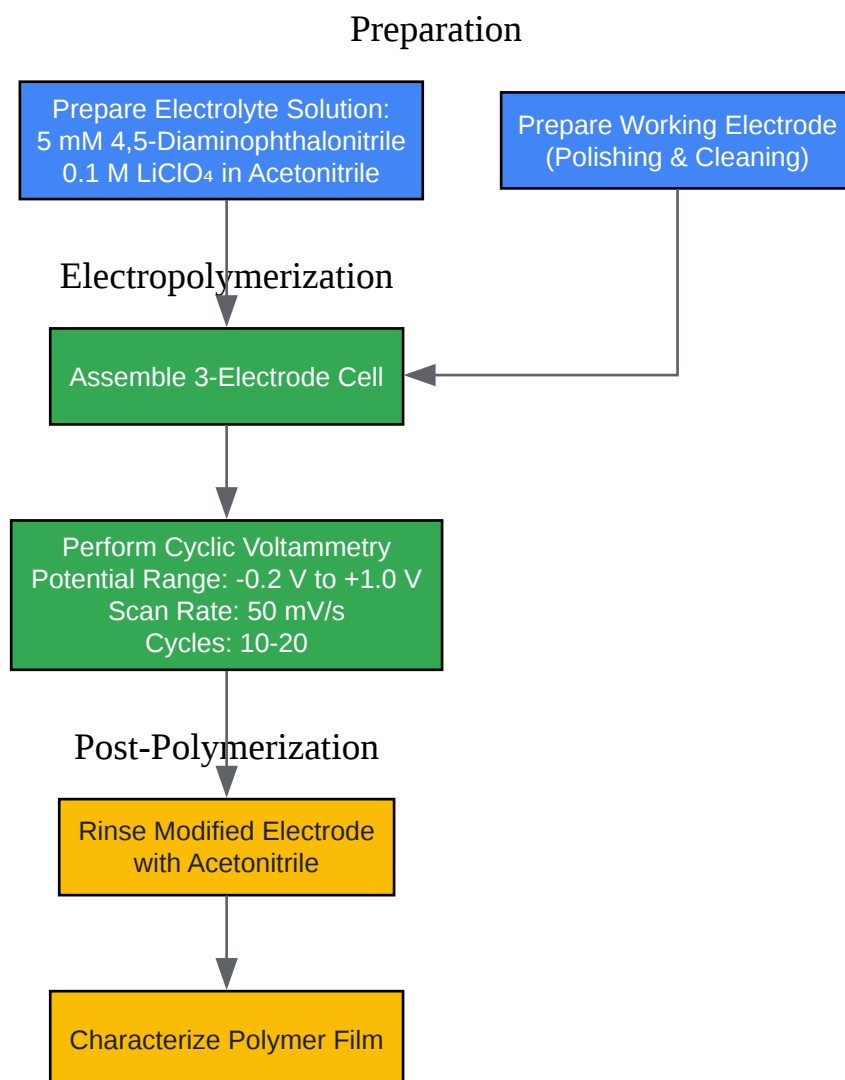 Preparation
Prepare Electrolyte Solution:
5 mM 4,5-Diaminophthalonitrile
0.1 M LiClO₄ in Acetonitrile
Prepare Working Electrode
(Polishing & Cleaning)
Electropolymerization
Assemble 3-Electrode Cell
Perform Cyclic Voltammetry
Potential Range: -0.2 V to +1.0 V
Scan Rate: 50 mV/s
Cycles: 10-20
Post-Polymerization
Rinse Modified Electrode
with Acetonitrile
Characterize Polymer Film